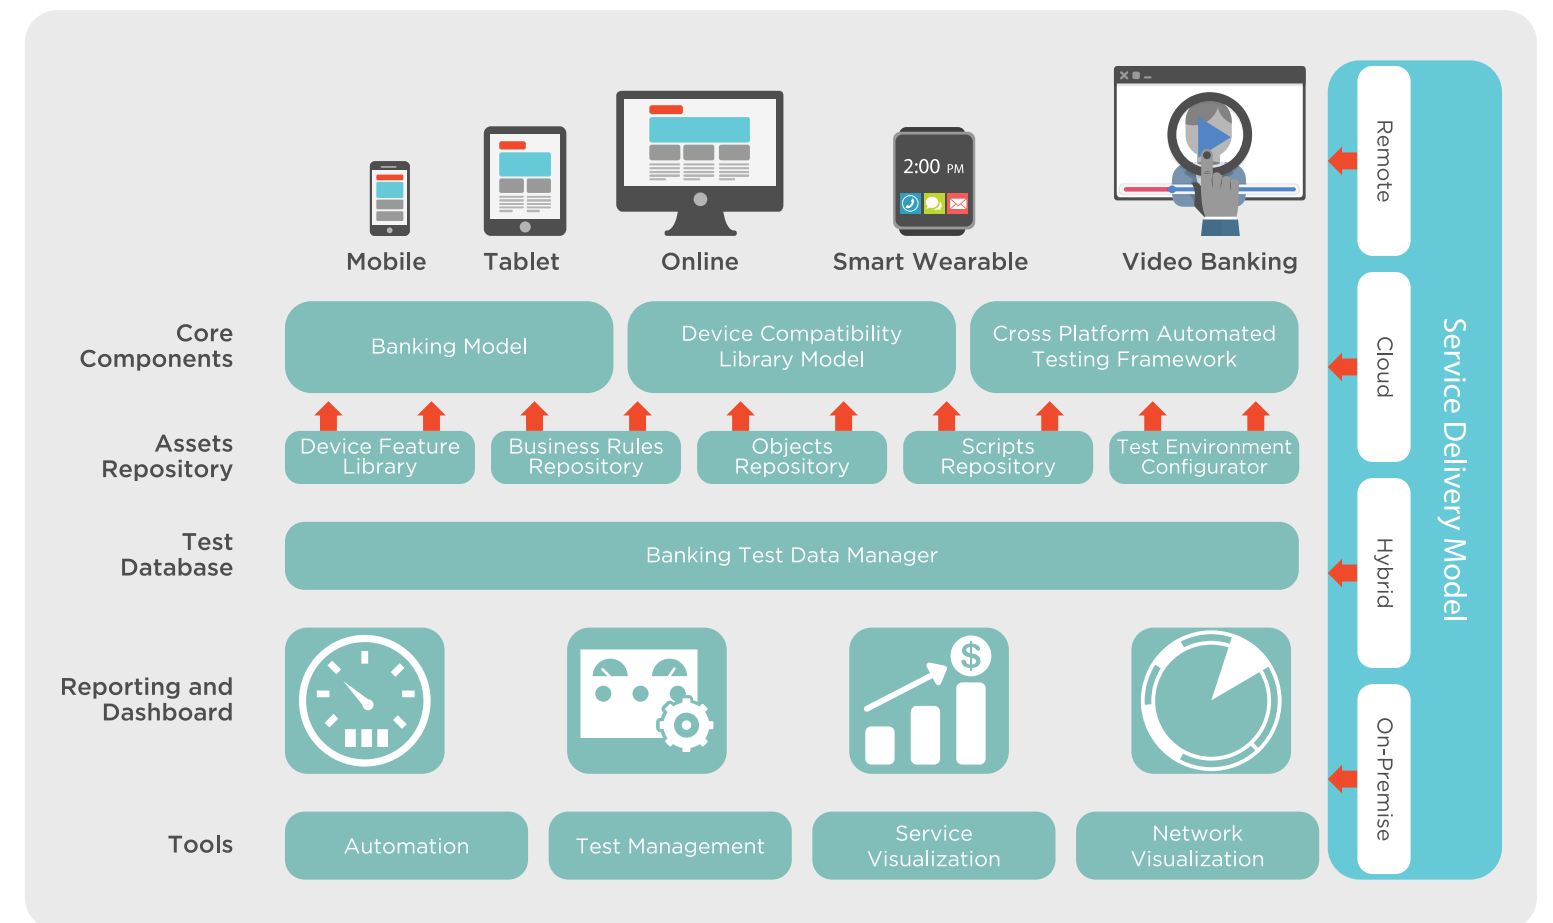 2:00 PM
Mobile
Tablet
Online
Smart Wearable
Video Banking
Core
Components
Banking Model
Device Compatibility
Library Model
Cross Platform Automated
Testing Framework
Assets
Repository
Device Feature
Library
Business Rules
Repository
Objects
Repository
Scripts
Repository
Test Environment
Configurator
Test
Database
Banking Test Data Manager
Reporting and
Dashboard
$
Tools
Automation
Test Management
Service
Visualization
Network
Visualization
Remote
Cloud
Hybrid
On-Premise
Service Delivery Model